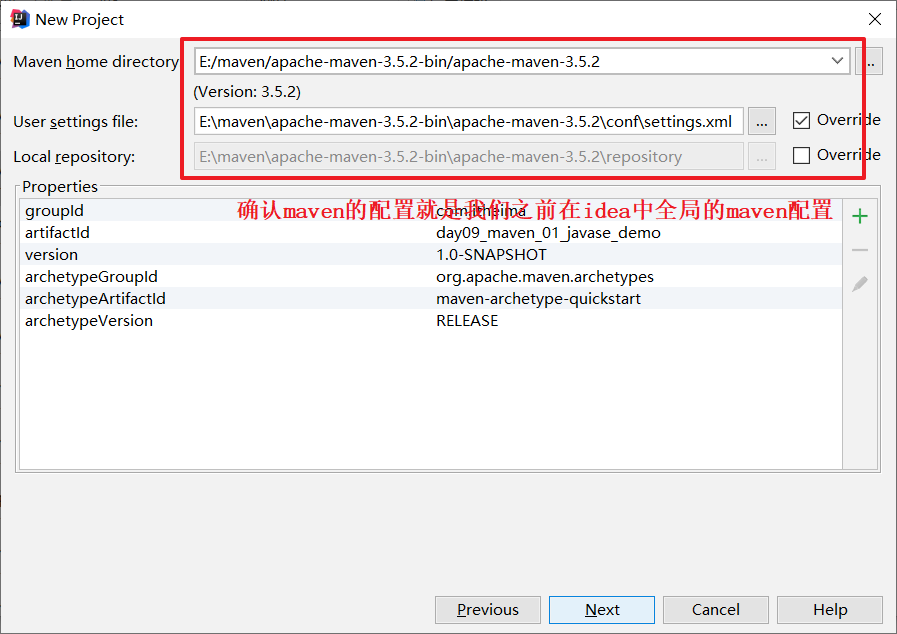 New Project
Maven home directory E:/maven/apache-maven-3.5.2-bin/apache-maven-3.5.2 ..
(Version: 3.5.2)
User settings file: E:\maven\apache-maven-3.5.2-bin\apache-maven-3.5.2\conf\settings.xml ... Override
Local repository: E:\maven\apache-maven-3.5.2-bin\apache-maven-3.5.2\repository ... Override
Properties
确认maven的配置就是我们之前在idea中全局的maven配置
groupId com.itheima
artifactId day09_maven_01_javase_demo
version 1.0-SNAPSHOT
archetypeGroupId org.apache.maven.archetypes
archetypeArtifactId maven-archetype-quickstart
archetypeVersion RELEASE
Previous Next Cancel Help